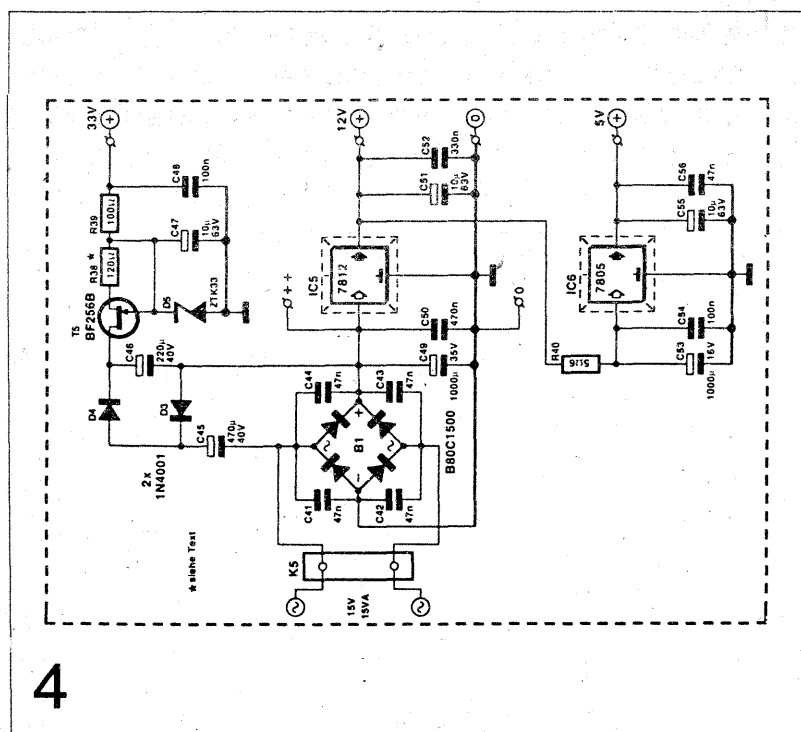 33V
+
12V
+
0
5V
+
R39
100Ω
C48
100n
R38 *
120Ω
C47
10µ
63V
T5
BF256B
D5
ZTK33
C46
220µ
40V
D4
D3
C45
470µ
40V
2x
1N4001
* siehe Text
C52
330n
C51
10µ
63V
IC5
7812
++
0
C50
470n
C49
35V
1000µ
C44
47n
C43
47n
B1
+
-
~
~
B80C1500
C41
47n
C42
47n
K5
~
~
15V
15VA
C56
47n
C55
10µ
63V
IC6
7805
C54
100n
C53
16V
1000µ
R40
5Ω6
4